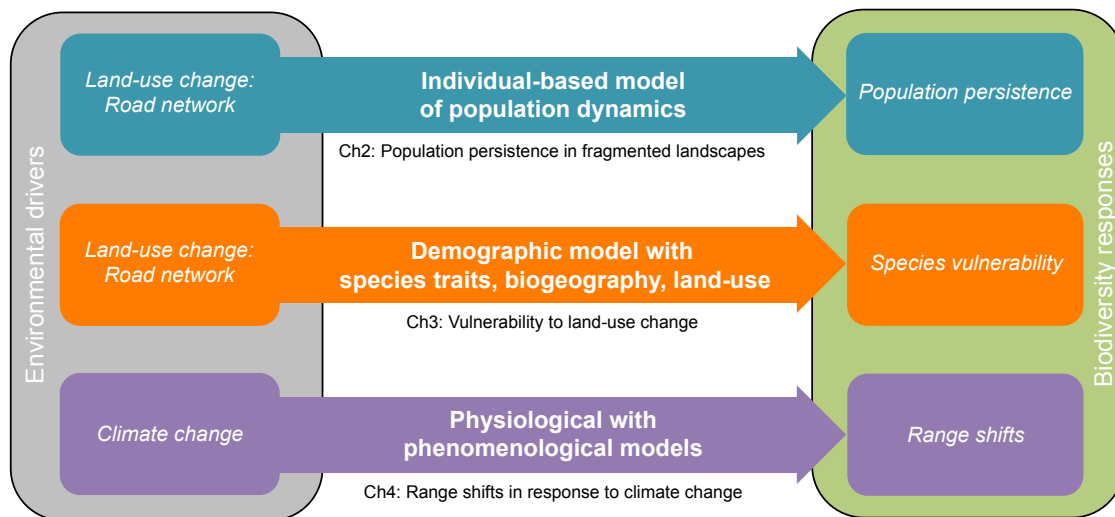 Environmental drivers
Land-use change:
Road network
Individual-based model
of population dynamics
Population persistence
Ch2: Population persistence in fragmented landscapes
Land-use change:
Road network
Demographic model with
species traits, biogeography, land-use
Species vulnerability
Ch3: Vulnerability to land-use change
Climate change
Physiological with
phenomenological models
Range shifts
Ch4: Range shifts in response to climate change
Biodiversity responses